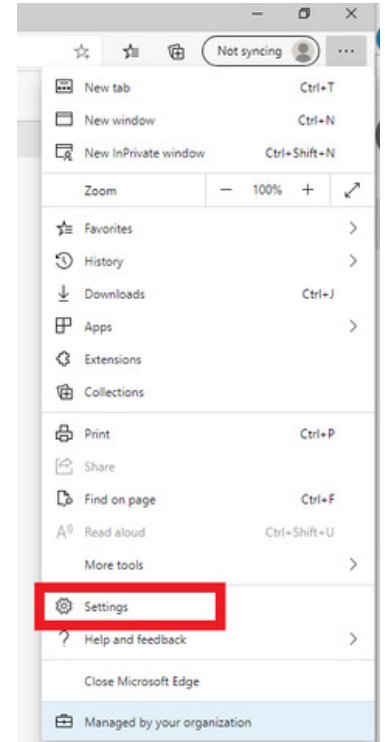 Not syncing
New tab Ctrl+T
New window Ctrl+N
New InPrivate window Ctrl+Shift+N
Zoom — 100% +
Favorites
History
Downloads Ctrl+J
Apps
Extensions
Collections
Print Ctrl+P
Share
Find on page Ctrl+F
Read aloud Ctrl+Shift+U
More tools
Settings
Help and feedback
Close Microsoft Edge
Managed by your organization